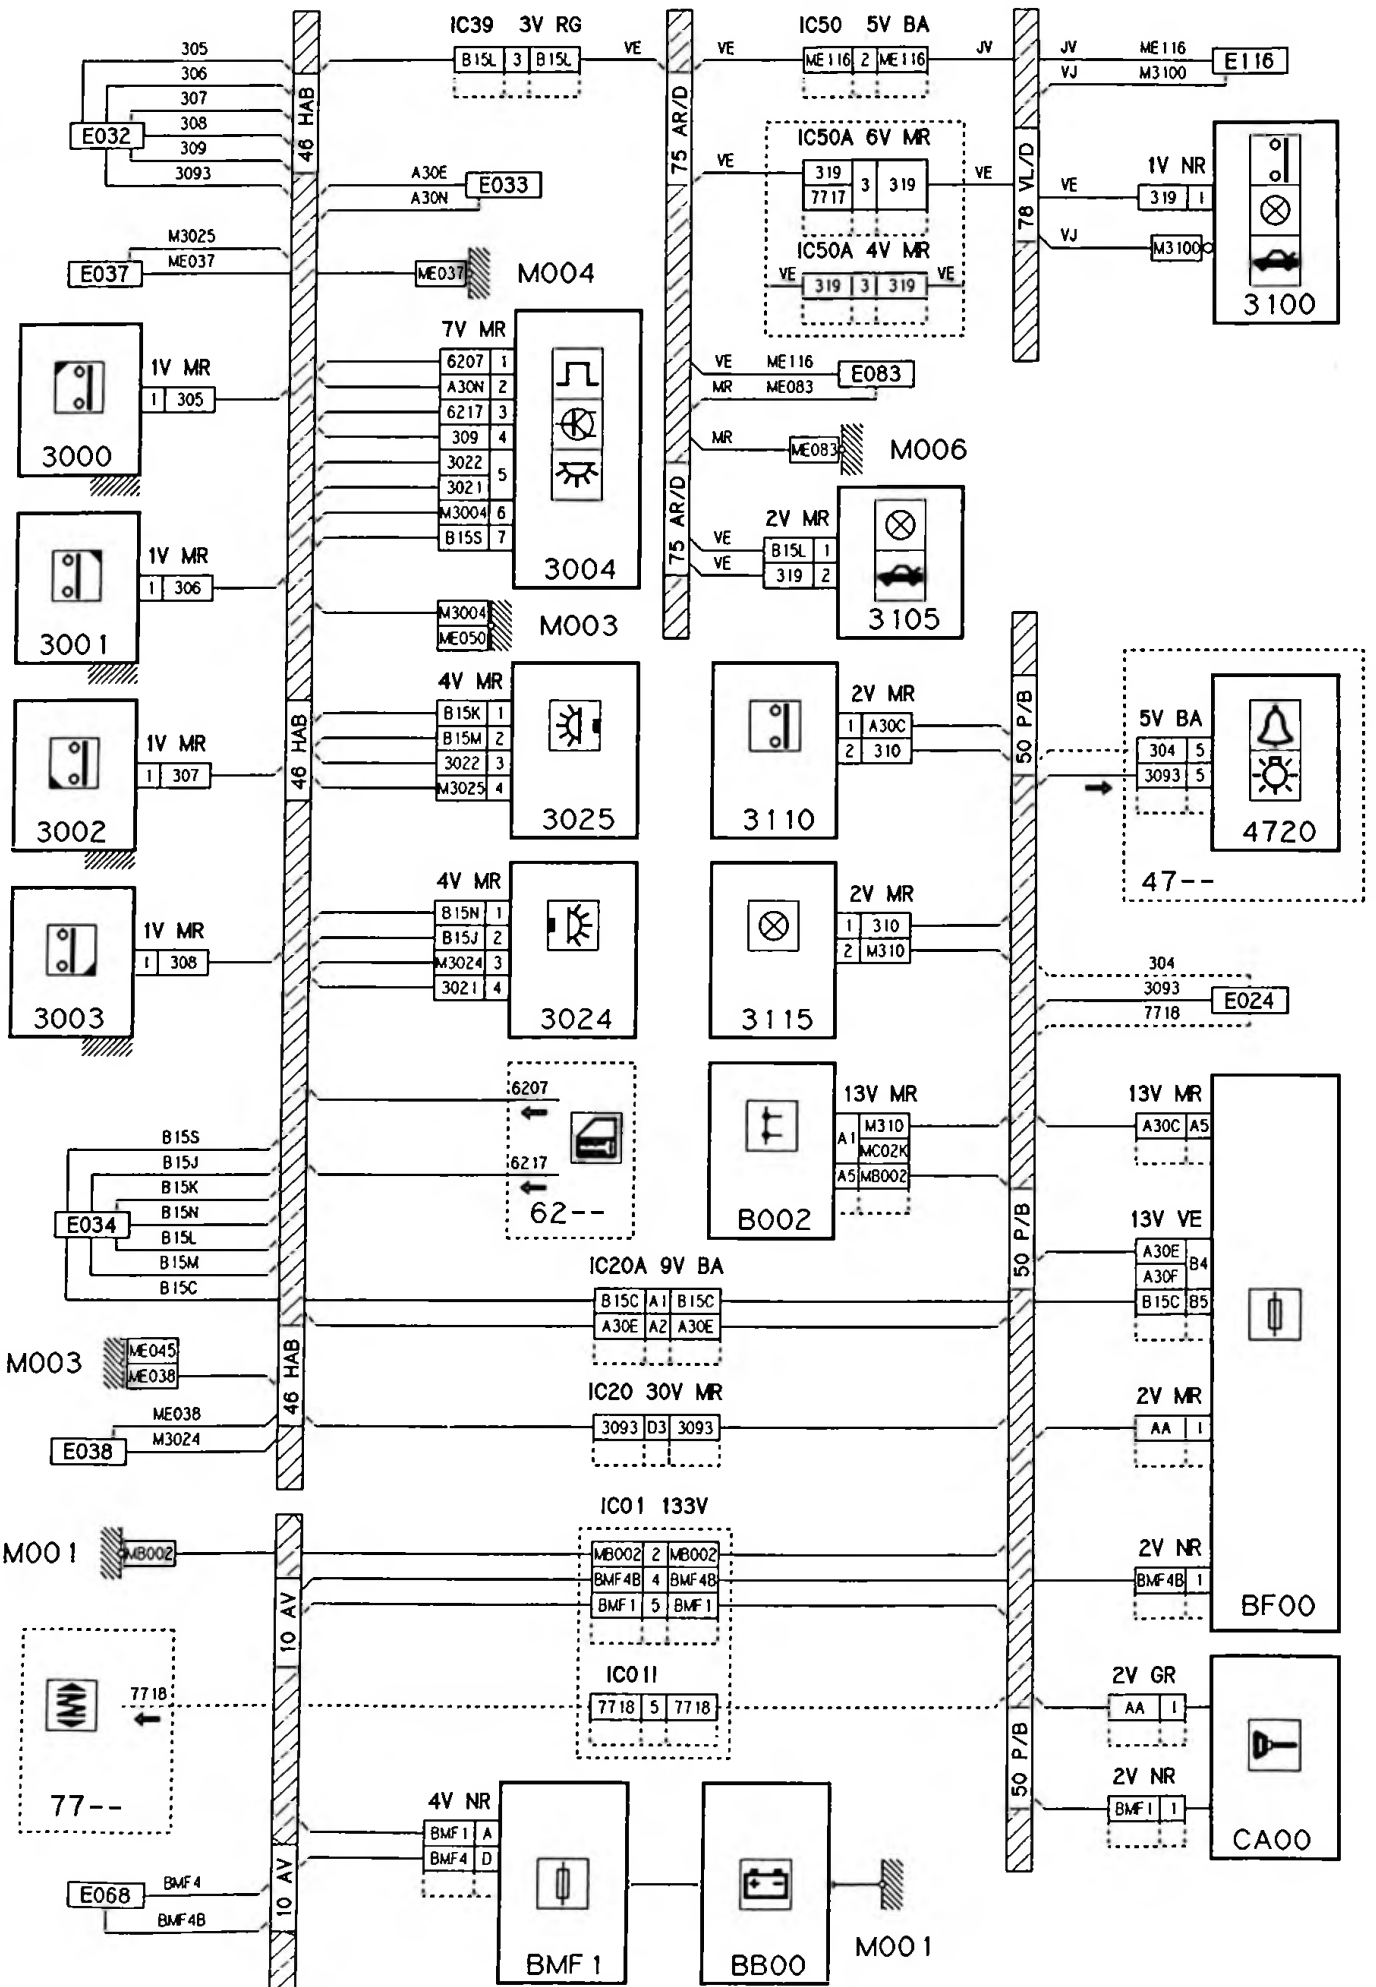 IC39 3V RG
IC50 5V BA
305
306
307
308
309
3093
E032
46 HAB
B15L 3 B15L
VE
75 AR/D
VE
ME116 2 ME116
JV
78 VL/D
JV ME116
VJ M3100
E116
A30E
A30N
E033
IC50A 6V MR
VE
319 3 319
7717
VE
IC50A 4V MR
VE 319 3 319 VE
VE
VJ
1V NR
319 1
M3100
3100
M3025
ME037
E037
ME037
M004
3000
1V MR
1 305
3001
1V MR
1 306
3002
1V MR
1 307
3003
1V MR
1 308
7V MR
6207 1
A30N 2
6217 3
309 4
3022
3021 5
M3004 6
B15S 7
3004
M3004
ME050
M003
VE ME116
MR ME083
E083
MR
ME083
M006
75 AR/D
VE
VE
2V MR
B15L 1
319 2
3105
46 HAB
4V MR
B15K 1
B15M 2
3022 3
M3025 4
3025
4V MR
B15N 1
B15J 2
M3024 3
3021 4
3024
3110
2V MR
1 A30C
2 310
50 P/B
5V BA
304 5
3093 5
4720
47--
3115
2V MR
1 310
2 M310
304
3093
7718
E024
6207
6217
62--
B002
13V MR
A1 M310
MC02K
A5 MB002
50 P/B
13V MR
A30C A5
13V VE
A30E
A30F B4
B15C B5
2V MR
AA 1
2V NR
BMF4B 1
BF00
B15S
B15J
B15K
B15N
B15L
B15M
B15C
E034
IC20A 9V BA
B15C A1 B15C
A30E A2 A30E
46 HAB
M003
ME045
ME038
ME038
M3024
E038
IC20 30V MR
3093 D3 3093
IC01 133V
M001
MB002
MB002 2 MB002
BMF4B 4 BMF4B
BMF1 5 BMF1
10 AV
IC01I
7718 5 7718
7718
77--
50 P/B
2V GR
AA 1
2V NR
BMF1 1
CA00
10 AV
4V NR
BMF1 A
BMF4 D
BMF1
BB00
M001
E068
BMF4
BMF4B